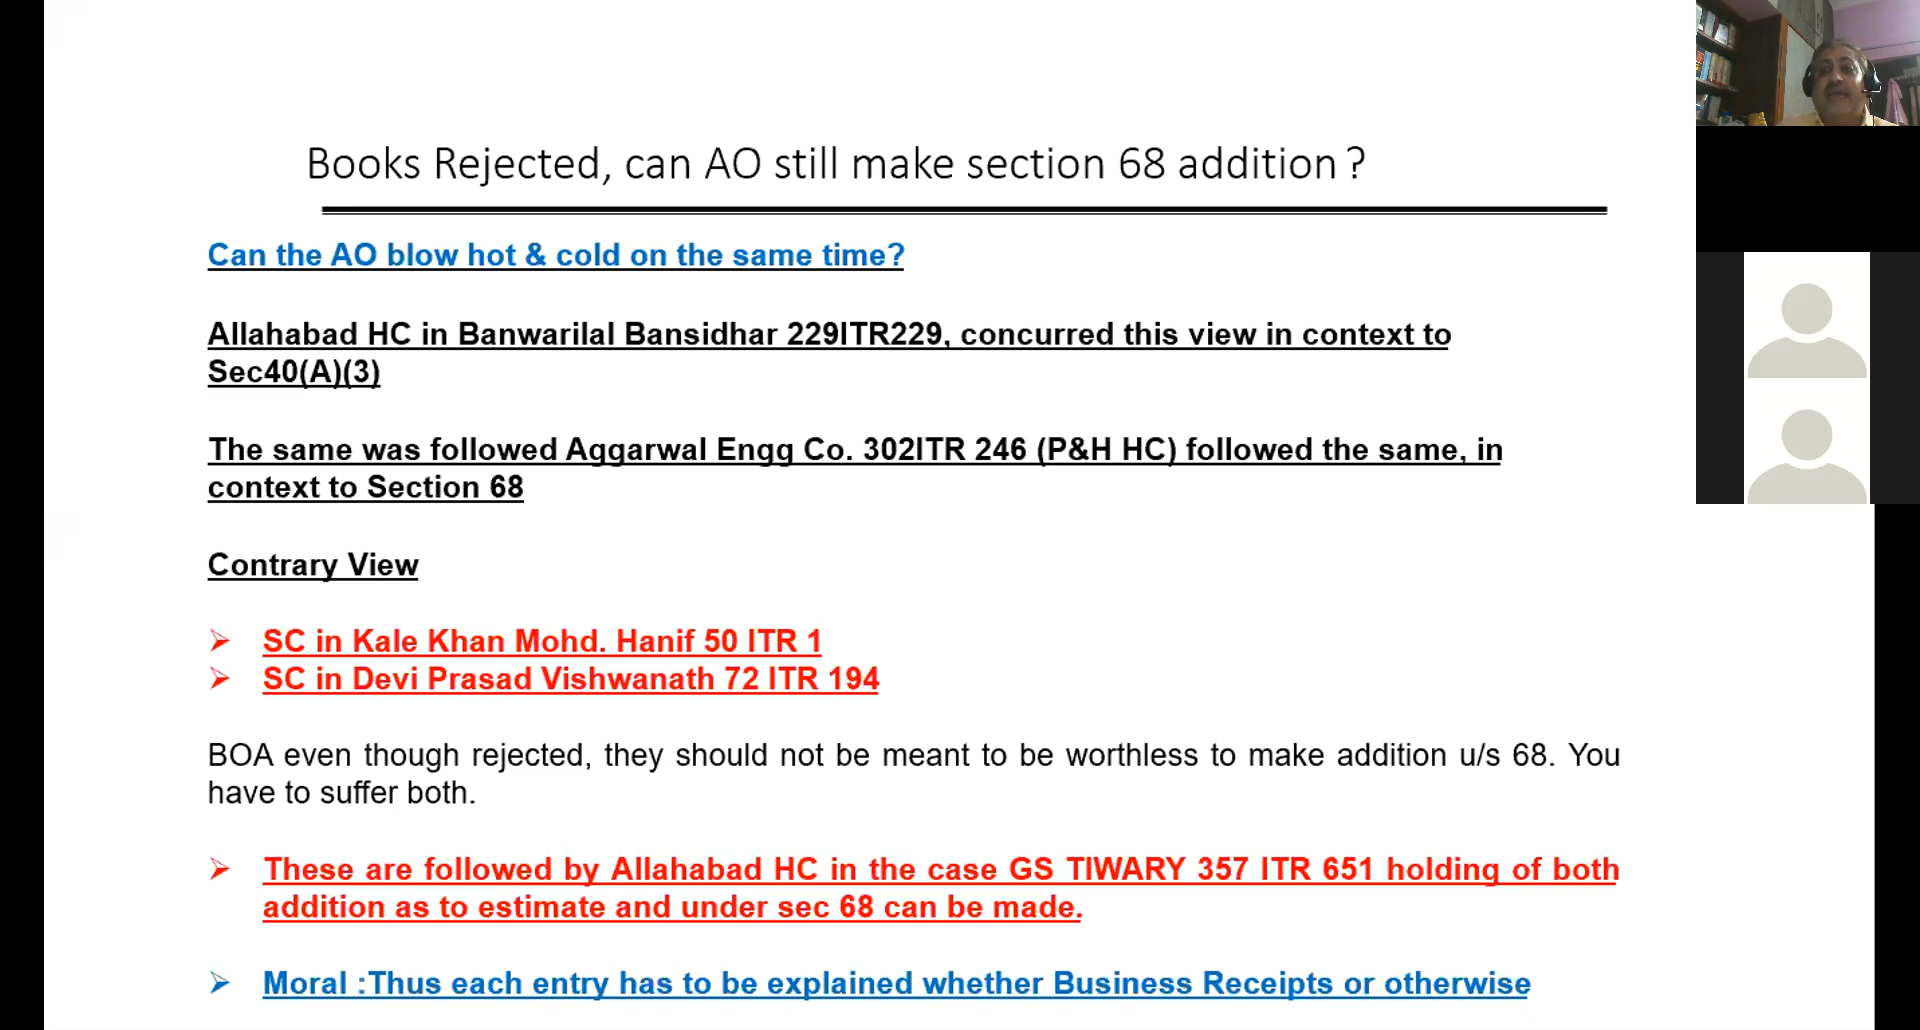 Books Rejected, can AO still make section 68 addition ?
Can the AO blow hot & cold on the same time?
Allahabad HC in Banwarilal Bansidhar 229ITR229, concurred this view in context to
Sec40(A)(3)
The same was followed Aggarwal Engg Co. 302ITR 246 (P&H HC) followed the same, in
context to Section 68
Contrary View
➢ SC in Kale Khan Mohd. Hanif 50 ITR 1
➢ SC in Devi Prasad Vishwanath 72 ITR 194
BOA even though rejected, they should not be meant to be worthless to make addition u/s 68. You
have to suffer both.
➢ These are followed by Allahabad HC in the case GS TIWARY 357 ITR 651 holding of both
addition as to estimate and under sec 68 can be made.
➢ Moral :Thus each entry has to be explained whether Business Receipts or otherwise